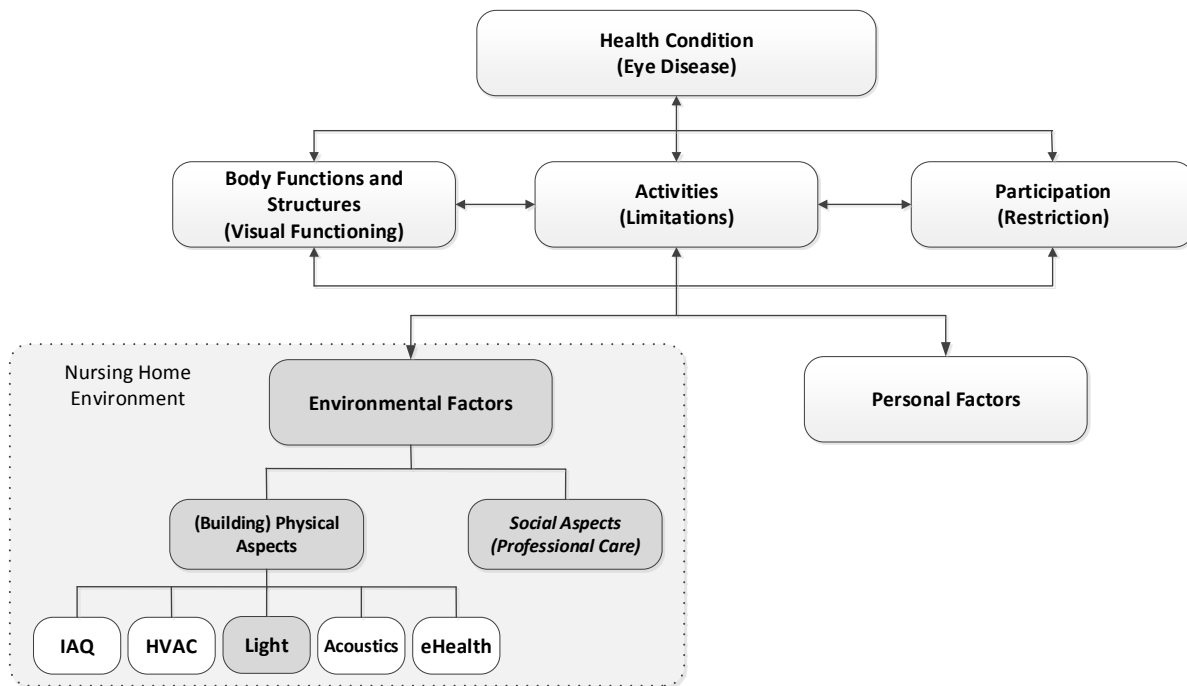 Health Condition
(Eye Disease)
Body Functions and
Structures
(Visual Functioning)
Activities
(Limitations)
Participation
(Restriction)
Nursing Home
Environment
Environmental Factors
Personal Factors
(Building) Physical
Aspects
Social Aspects
(Professional Care)
IAQ
HVAC
Light
Acoustics
eHealth